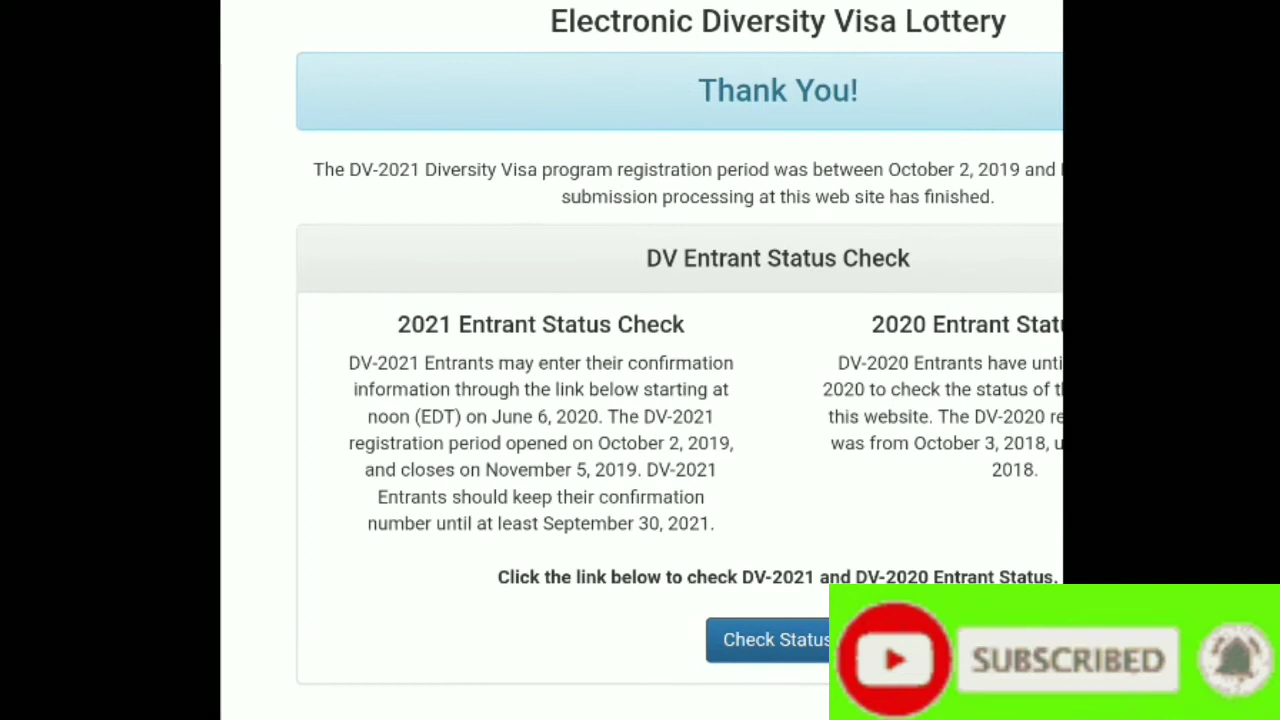 Electronic Diversity Visa Lottery
Thank You!
The DV-2021 Diversity Visa program registration period was between October 2, 2019 and
submission processing at this web site has finished.
DV Entrant Status Check
2021 Entrant Status Check
DV-2021 Entrants may enter their confirmation
information through the link below starting at
noon (EDT) on June 6, 2020. The DV-2021
registration period opened on October 2, 2019,
and closes on November 5, 2019. DV-2021
Entrants should keep their confirmation
number until at least September 30, 2021.
2020 Entrant
DV-2020 Entrants have
2020 to check the status of
this website. The DV-2020
was from October 3, 2018,
2018.
Click the link below to check DV-2021 and DV-2020 Entrant Status.
Check Status
SUBSCRIBED